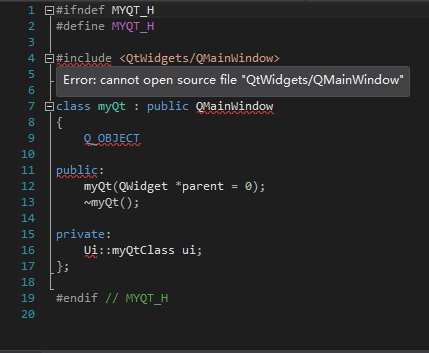 1 #ifndef MYQT_H
2 #define MYQT_H
3
4 #include <QtWidgets/QMainWindow>
5 Error: cannot open source file "QtWidgets/QMainWindow"
6
7 class myQt : public QMainWindow
8 {
9 Q_OBJECT
10
11 public:
12 myQt(QWidget *parent = 0);
13 ~myQt();
14
15 private:
16 Ui::myQtClass ui;
17 };
18
19 #endif // MYQT_H
20